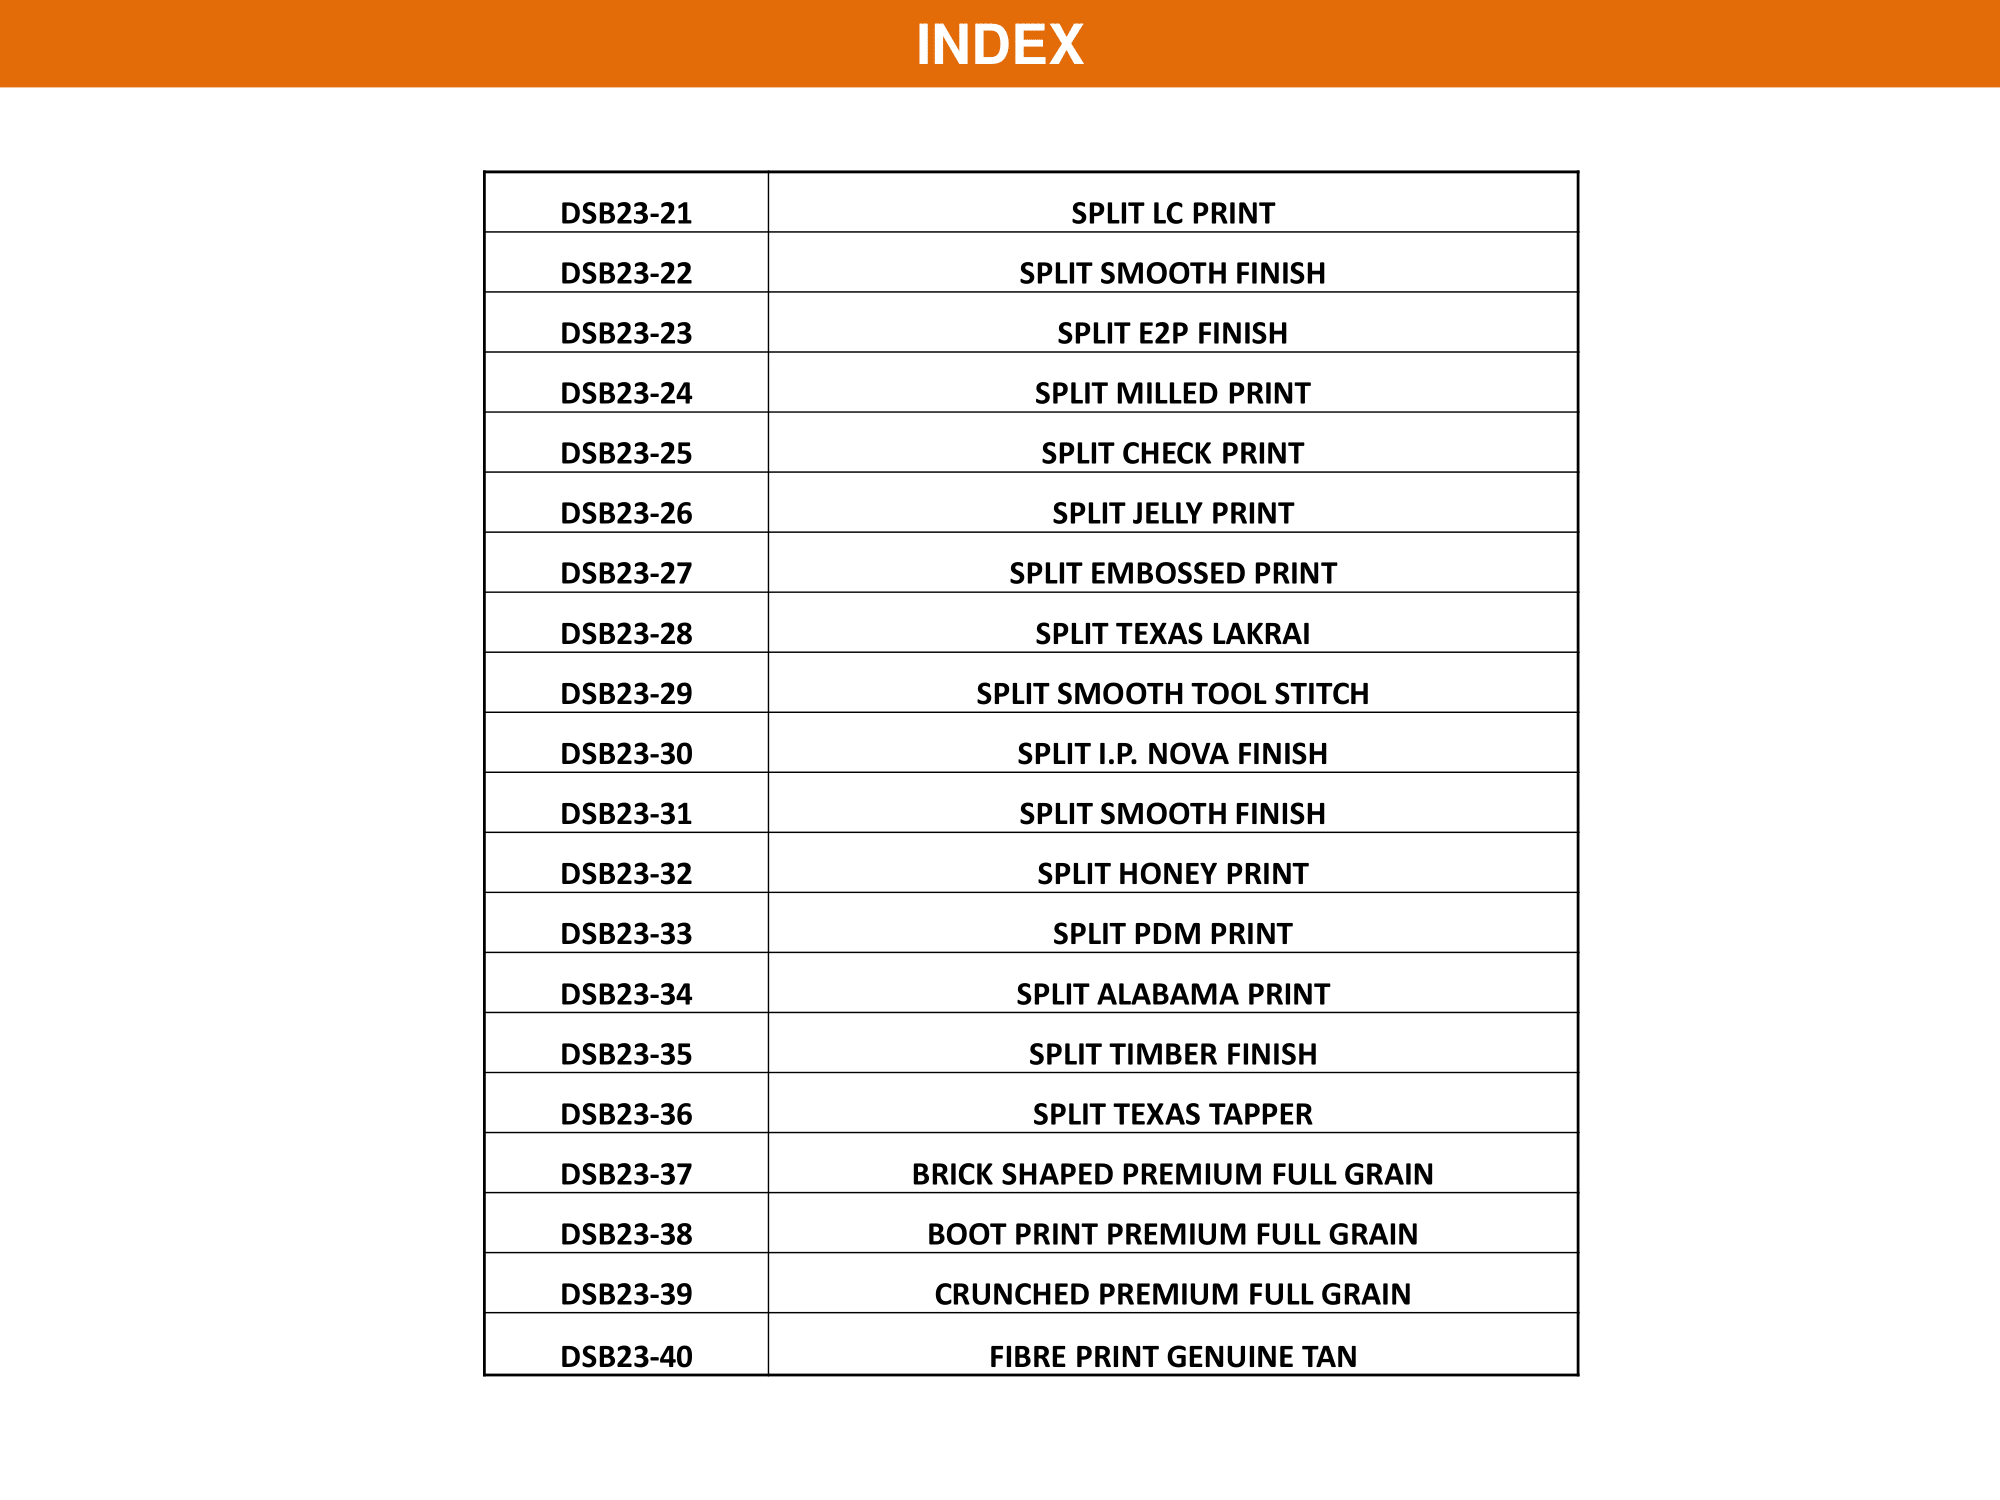 INDEX
DSB23-21 SPLIT LC PRINT
DSB23-22 SPLIT SMOOTH FINISH
DSB23-23 SPLIT E2P FINISH
DSB23-24 SPLIT MILLED PRINT
DSB23-25 SPLIT CHECK PRINT
DSB23-26 SPLIT JELLY PRINT
DSB23-27 SPLIT EMBOSSED PRINT
DSB23-28 SPLIT TEXAS LAKRAI
DSB23-29 SPLIT SMOOTH TOOL STITCH
DSB23-30 SPLIT I.P. NOVA FINISH
DSB23-31 SPLIT SMOOTH FINISH
DSB23-32 SPLIT HONEY PRINT
DSB23-33 SPLIT PDM PRINT
DSB23-34 SPLIT ALABAMA PRINT
DSB23-35 SPLIT TIMBER FINISH
DSB23-36 SPLIT TEXAS TAPPER
DSB23-37 BRICK SHAPED PREMIUM FULL GRAIN
DSB23-38 BOOT PRINT PREMIUM FULL GRAIN
DSB23-39 CRUNCHED PREMIUM FULL GRAIN
DSB23-40 FIBRE PRINT GENUINE TAN